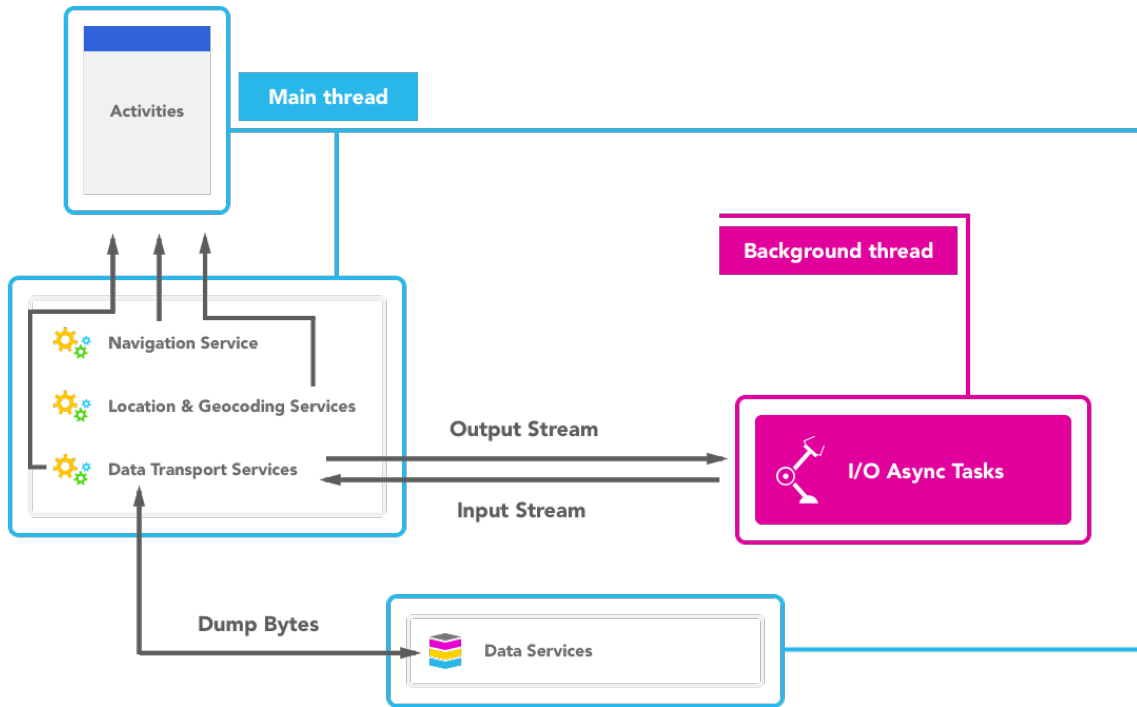 Activities
Main thread
Background thread
Navigation Service
Location & Geocoding Services
Output Stream
Data Transport Services
I/O Async Tasks
Input Stream
Dump Bytes
Data Services